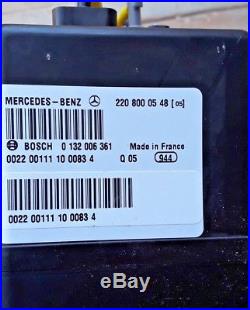 MERCEDES-BENZ 220 800 05 48 [05]
BOSCH 0 132 006 361 Made in France
0022 00111 10 0083 4 Q 05 944
0022 00111 10 0083 4